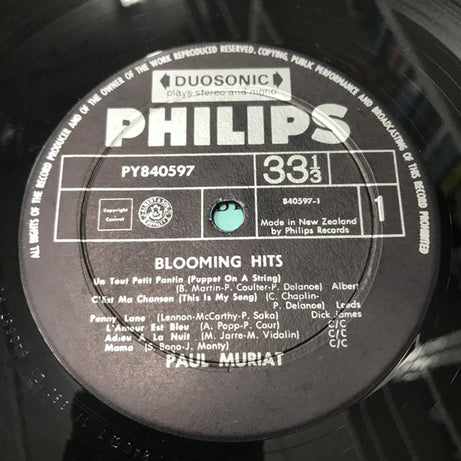 ALL RIGHTS OF THE RECORD PRODUCER AND OF THE OWNER OF THE WORK REPRODUCED RESERVED. COPYING, PUBLIC PERFORMANCE AND BROADCASTING OF THIS RECORD PROHIBITED
DUOSONIC
plays stereo and mono
PHILIPS
PY840597
33⅓
840597-1
1
Copyright Control
Made in New Zealand
by Philips Records
BLOOMING HITS
Un Tout Petit Pantin (Puppet On A String)
(B. Martin-P. Coulter-P. Delanoe) Albert
C'Est Ma Chanson (This Is My Song) (C. Chaplin-
P. Delanoe) Leeds
Penny Lane (Lennon-McCarthy-P. Saka) Dick James
L'Amour Est Bleu (A. Popp-P. Cour) C/C
Adieu A La Nuit (M. Jarre-M. Vidalin) C/C
Mama (S. Bono-J. Monty) C/C
PAUL MURIAT